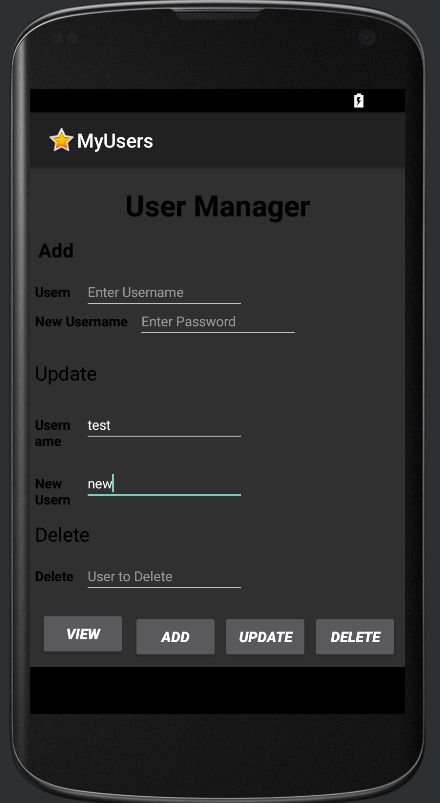 MyUsers
User Manager
Add
Usern Enter Username
New Username Enter Password
Update
Usern
ame test
New
Usern new
Delete
Delete User to Delete
VIEW ADD UPDATE DELETE